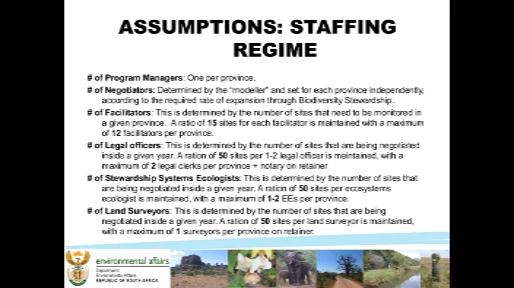 ASSUMPTIONS: STAFFING
REGIME
# of Program Managers: One per province.
# of Negotiators: Determined by the "modeller" and set for each province independently,
according to the required rate of expansion through Biodiversity Stewardship.
# of Facilitators: This is determined by the number of sites that need to be monitored in
a given province. A ratio of 15 sites for each facilitator is maintained with a maximum
of 12 facilitators per province.
# of Legal officers: This is determined by the number of sites that are being negotiated
inside a given year. A ration of 50 sites per 1-2 legal officer is maintained, with a
maximum of 2 legal clerks per province + notary on retainer
# of Stewardship Systems Ecologists: This is determined by the number of sites that
are being negotiated inside a given year. A ration of 50 sites per ecosystems
ecologist is maintained, with a maximum of 1-2 EEs per province.
# of Land Surveyors: This is determined by the number of sites that are being
negotiated inside a given year. A ration of 50 sites per land surveyor is maintained,
with a maximum of 1 surveyors per province on retainer.
environmental affairs
Department:
Environmental Affairs
REPUBLIC OF SOUTH AFRICA